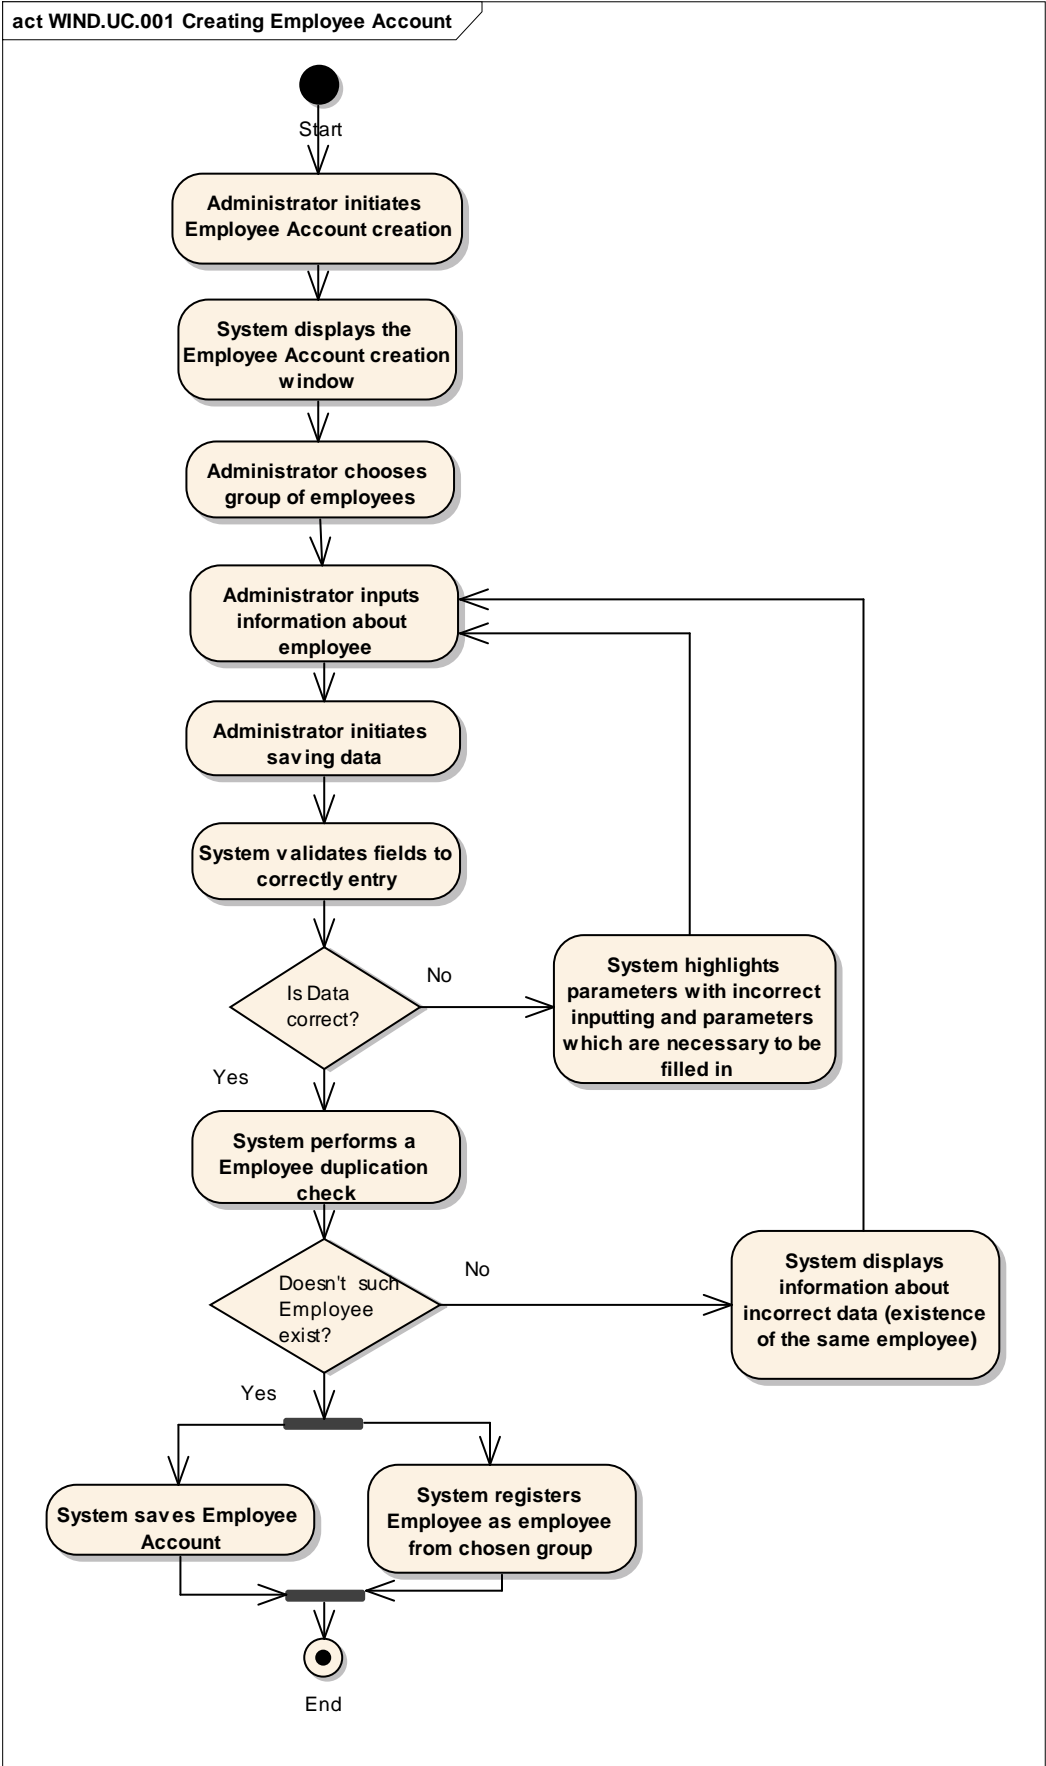 act WIND.UC.001 Creating Employee Account
Start
Administrator initiates
Employee Account creation
System displays the
Employee Account creation
window
Administrator chooses
group of employees
Administrator inputs
information about
employee
Administrator initiates
saving data
System validates fields to
correctly entry
Is Data
correct?
No
System highlights
parameters with incorrect
inputting and parameters
which are necessary to be
filled in
Yes
System performs a
Employee duplication
check
Doesn't such
Employee
exist?
No
System displays
information about
incorrect data (existence
of the same employee)
Yes
System saves Employee
Account
System registers
Employee as employee
from chosen group
End